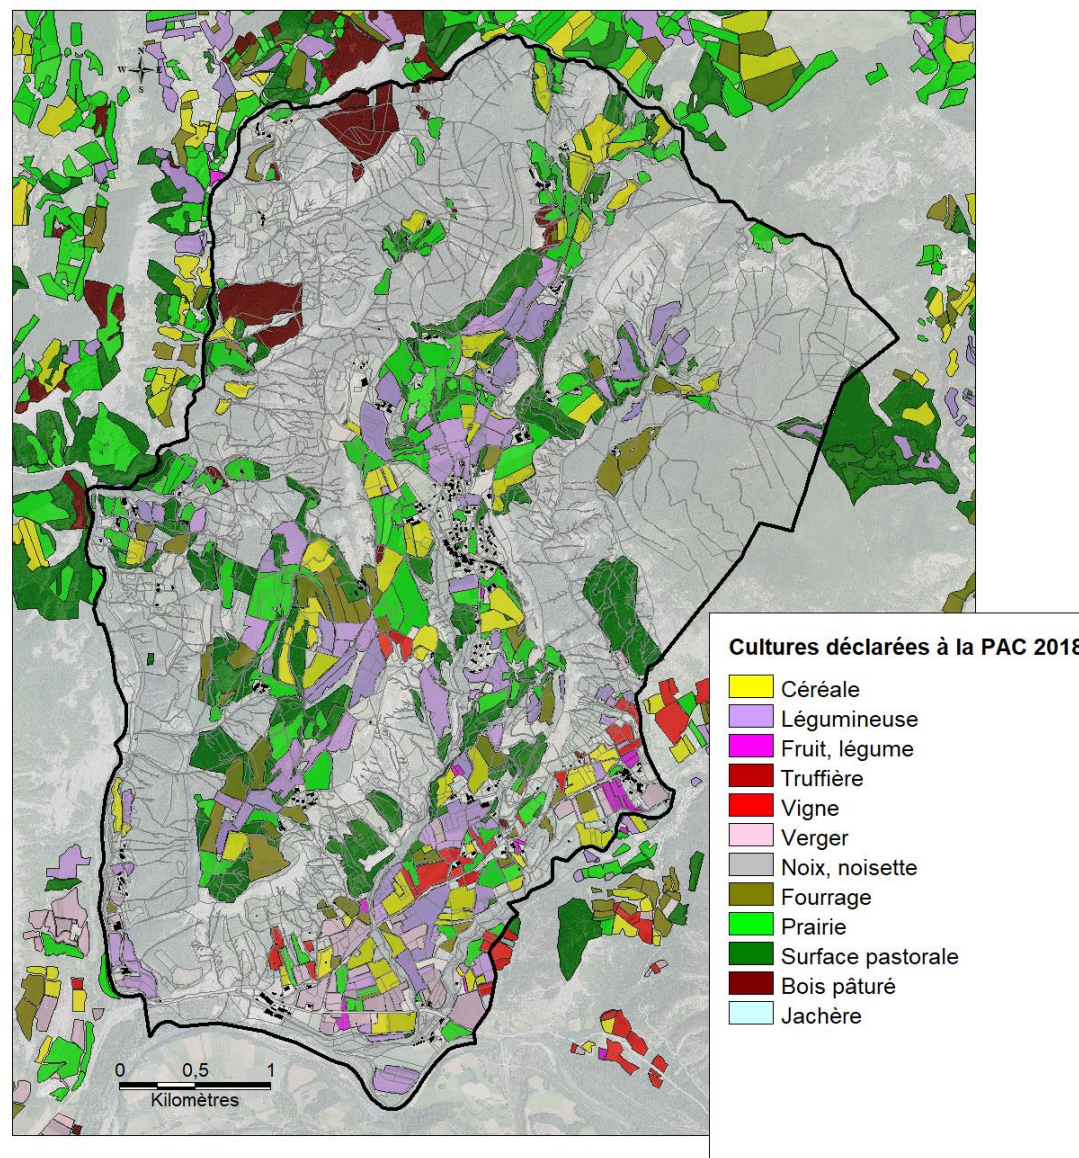 N
W E
S
Cultures déclarées à la PAC 2018
Céréale
Légumineuse
Fruit, légume
Truffière
Vigne
Verger
Noix, noisette
Fourrage
Prairie
Surface pastorale
Bois pâturé
Jachère
0 0,5 1
Kilomètres